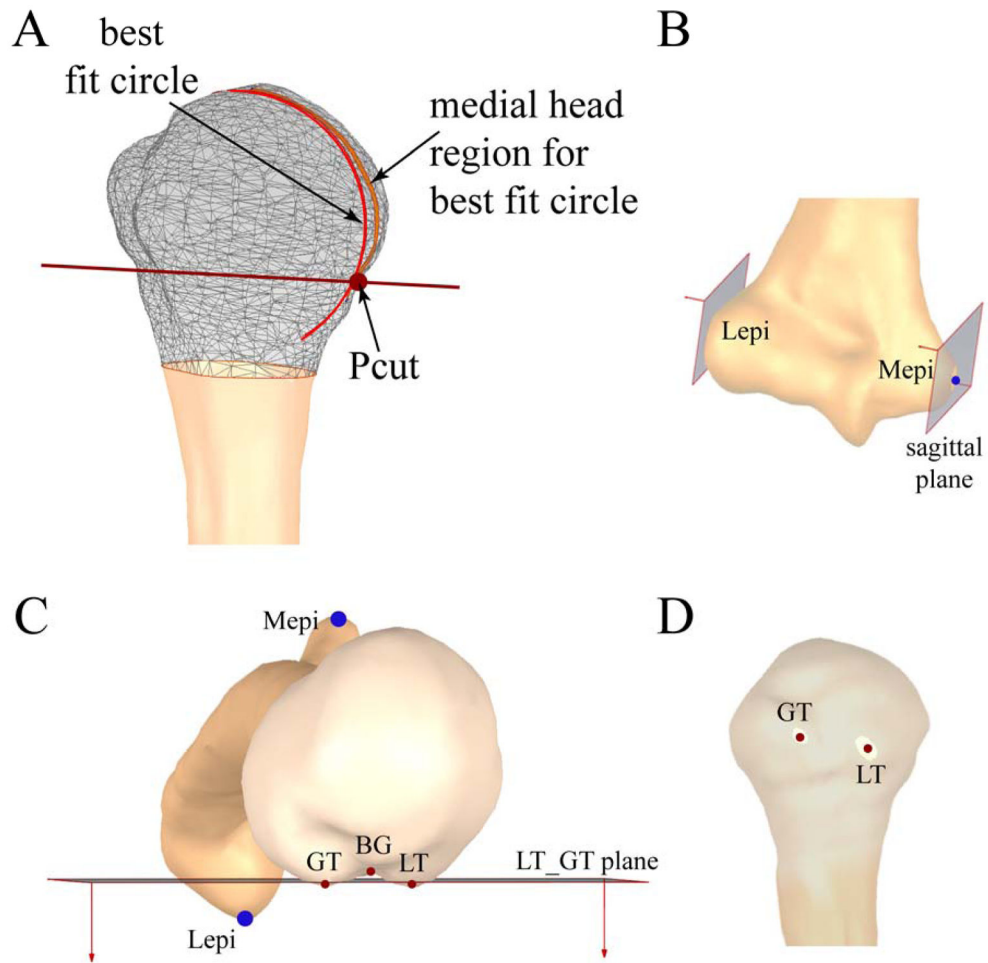 A
best
fit circle
medial head
region for
best fit circle
Pcut
B
Lepi
Mepi
sagittal
plane
C
Mepi
BG
GT
LT
LT_GT plane
Lepi
D
GT
LT